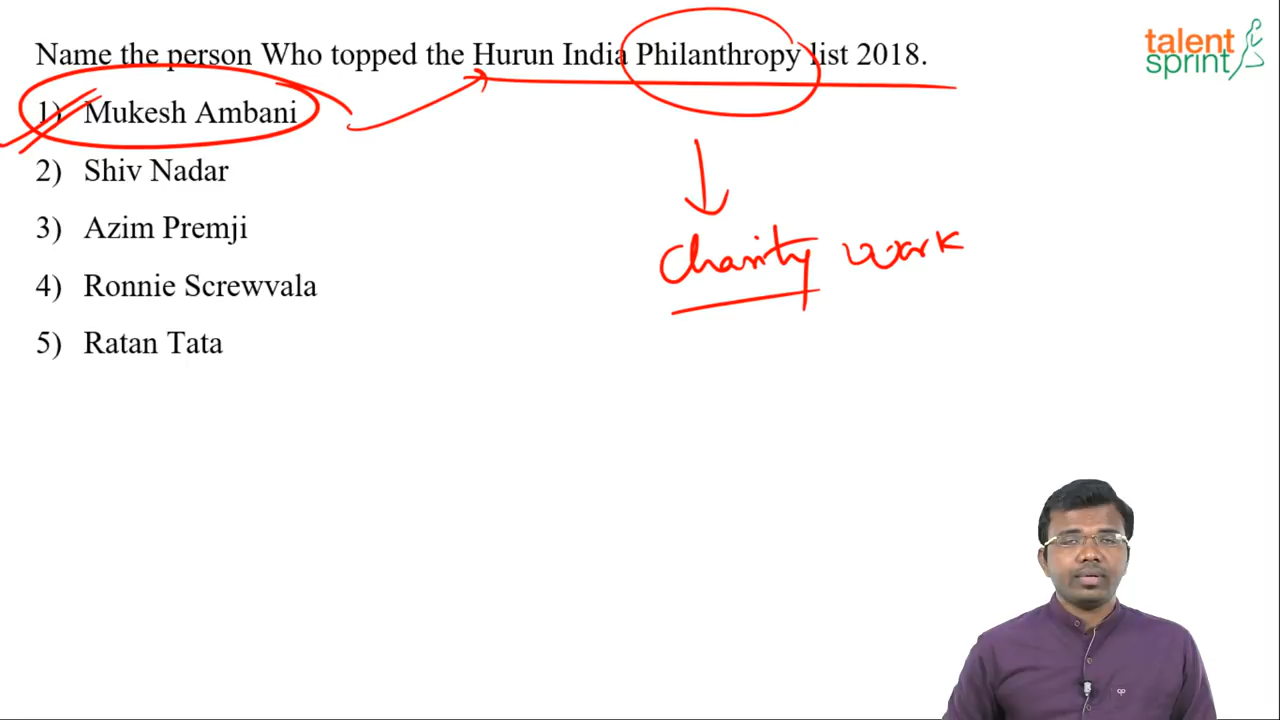 Name the person Who topped the Hurun India Philanthropy list 2018.
1) Mukesh Ambani
2) Shiv Nadar
3) Azim Premji
4) Ronnie Screwvala
5) Ratan Tata
charity work
talent
sprint